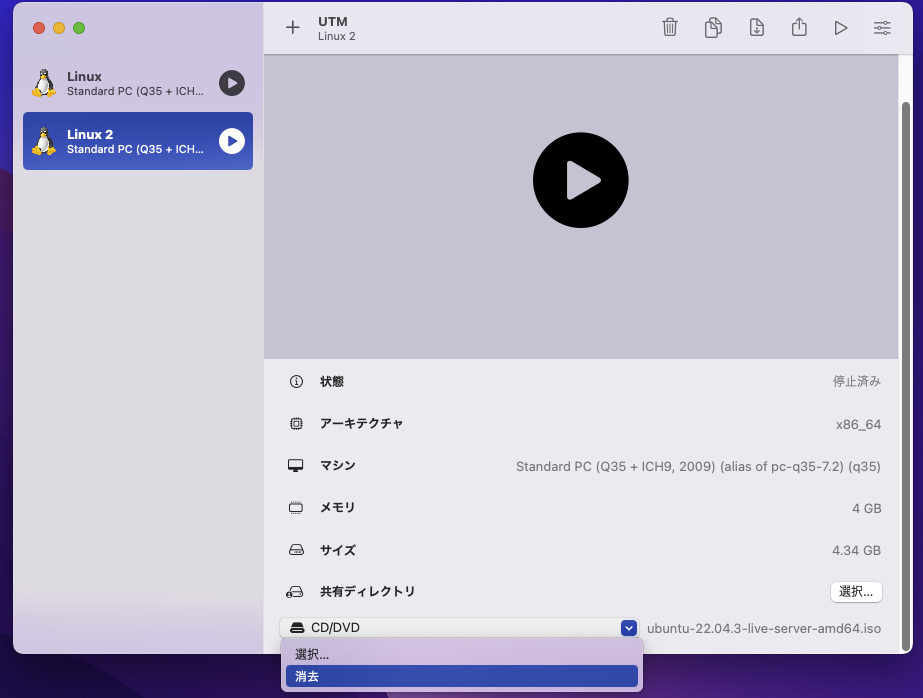 UTM
Linux 2
Linux
Standard PC (Q35 + ICH...
Linux 2
Standard PC (Q35 + ICH...
状態 停止済み
アーキテクチャ x86_64
マシン Standard PC (Q35 + ICH9, 2009) (alias of pc-q35-7.2) (q35)
メモリ 4 GB
サイズ 4.34 GB
共有ディレクトリ 選択...
CD/DVD ubuntu-22.04.3-live-server-amd64.iso
選択...
消去